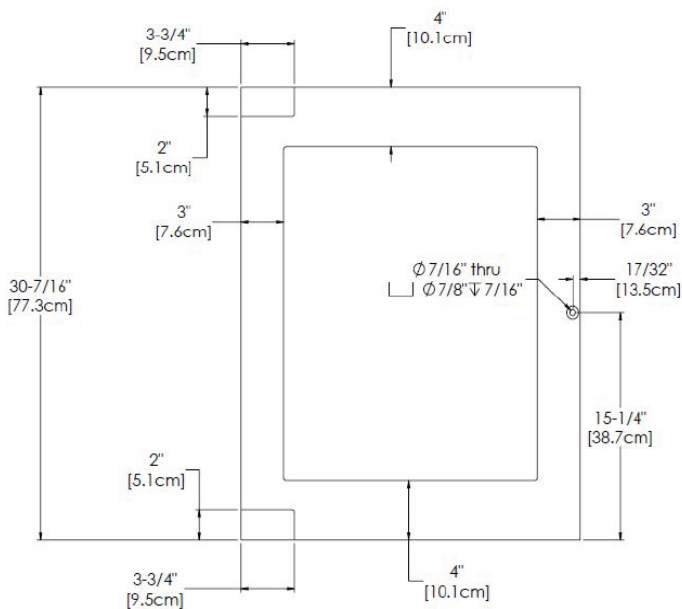 3-3/4"
[9.5cm]
4"
[10.1cm]
2"
[5.1cm]
3"
[7.6cm]
3"
[7.6cm]
30-7/16"
[77.3cm]
Ø 7/16" thru
⌴ Ø 7/8" ↧ 7/16"
17/32"
[13.5cm]
15-1/4"
[38.7cm]
2"
[5.1cm]
3-3/4"
[9.5cm]
4"
[10.1cm]